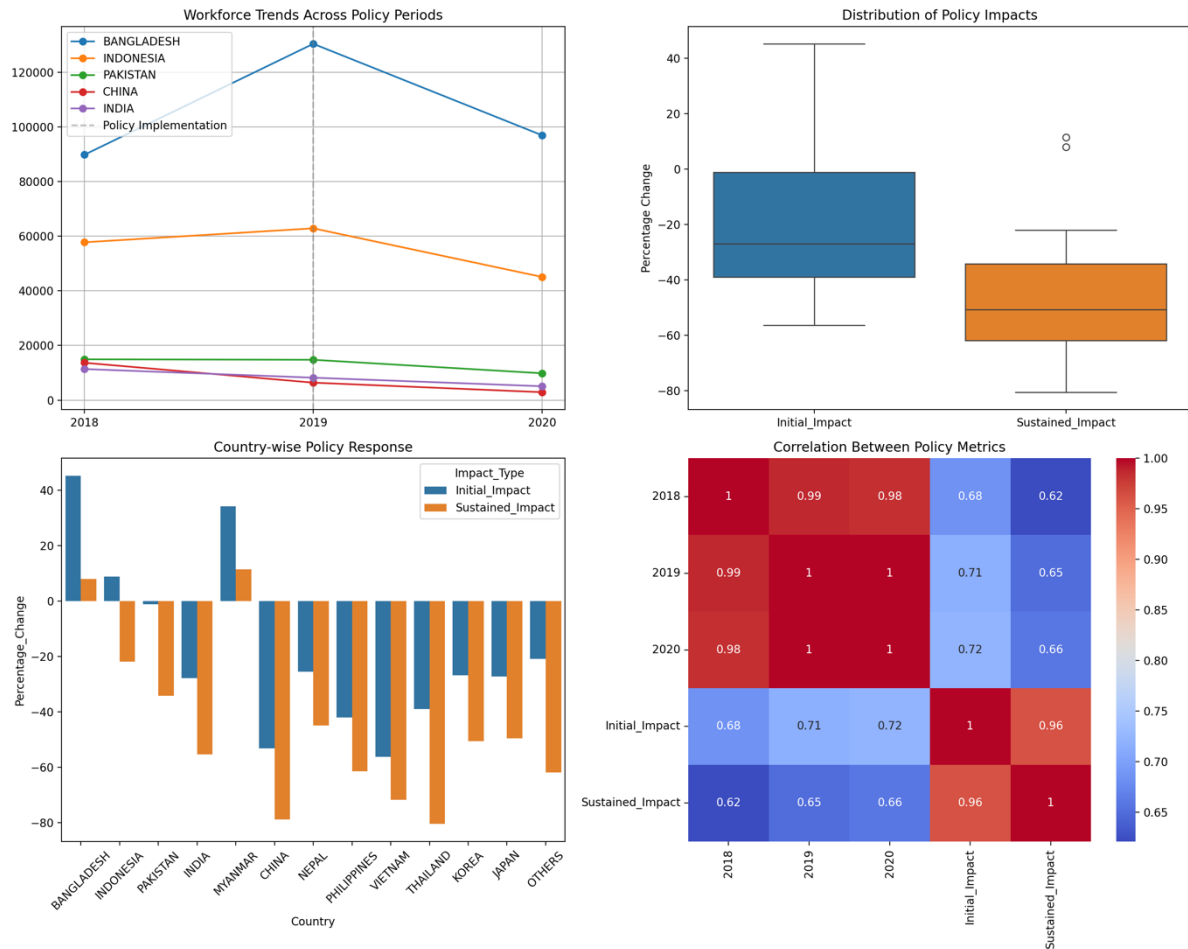 Workforce Trends Across Policy Periods
BANGLADESH
INDONESIA
PAKISTAN
CHINA
INDIA
Policy Implementation
120000
100000
80000
60000
40000
20000
0
2018 2019 2020
Distribution of Policy Impacts
Percentage Change
40
20
0
−20
−40
−60
−80
Initial_Impact Sustained_Impact
Country-wise Policy Response
Impact_Type
Initial_Impact
Sustained_Impact
Percentage_Change
40
20
0
−20
−40
−60
−80
BANGLADESH INDONESIA PAKISTAN INDIA MYANMAR CHINA NEPAL PHILIPPINES VIETNAM THAILAND KOREA JAPAN OTHERS
Country
Correlation Between Policy Metrics
2018 1 0.99 0.98 0.68 0.62
2019 0.99 1 1 0.71 0.65
2020 0.98 1 1 0.72 0.66
Initial_Impact 0.68 0.71 0.72 1 0.96
Sustained_Impact 0.62 0.65 0.66 0.96 1
2018 2019 2020 Initial_Impact Sustained_Impact
1.00
0.95
0.90
0.85
0.80
0.75
0.70
0.65